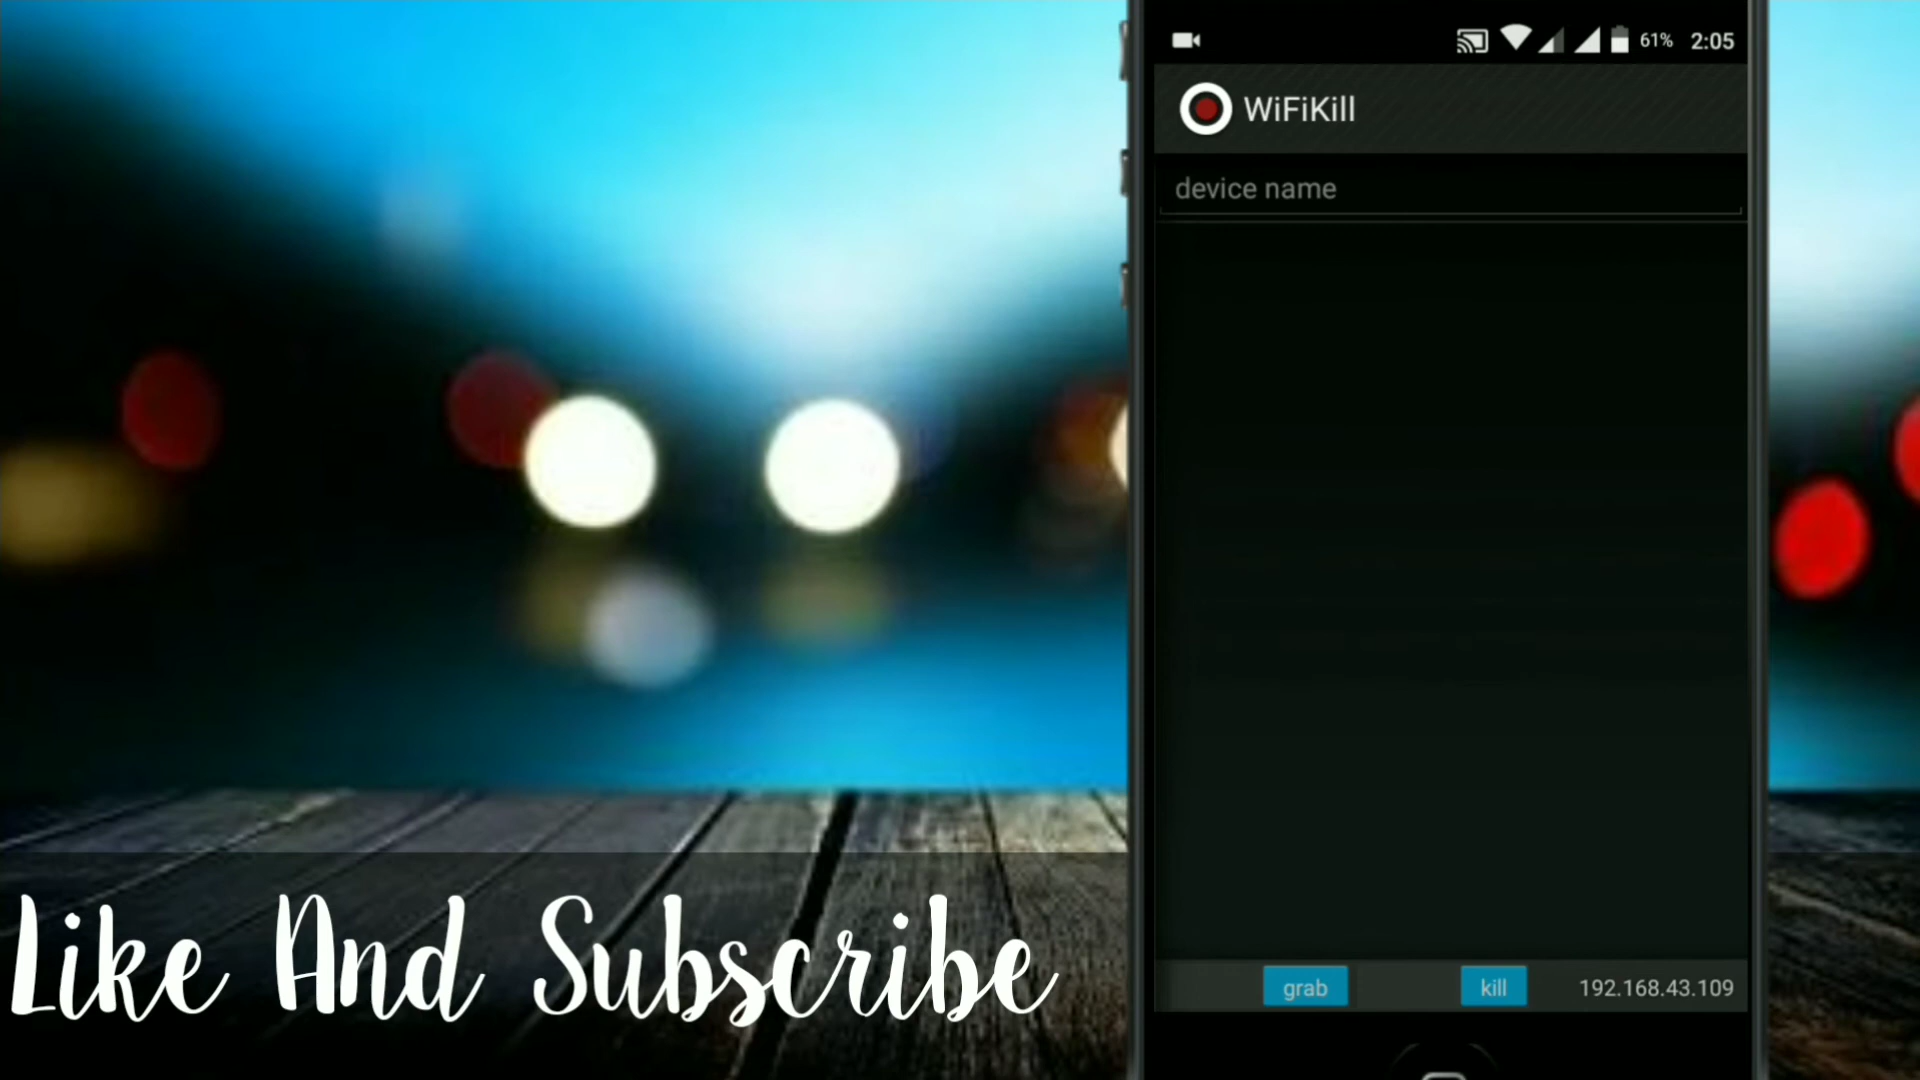 61% 2:05
WiFiKill
device name
grab kill 192.168.43.109
Like And Subscribe